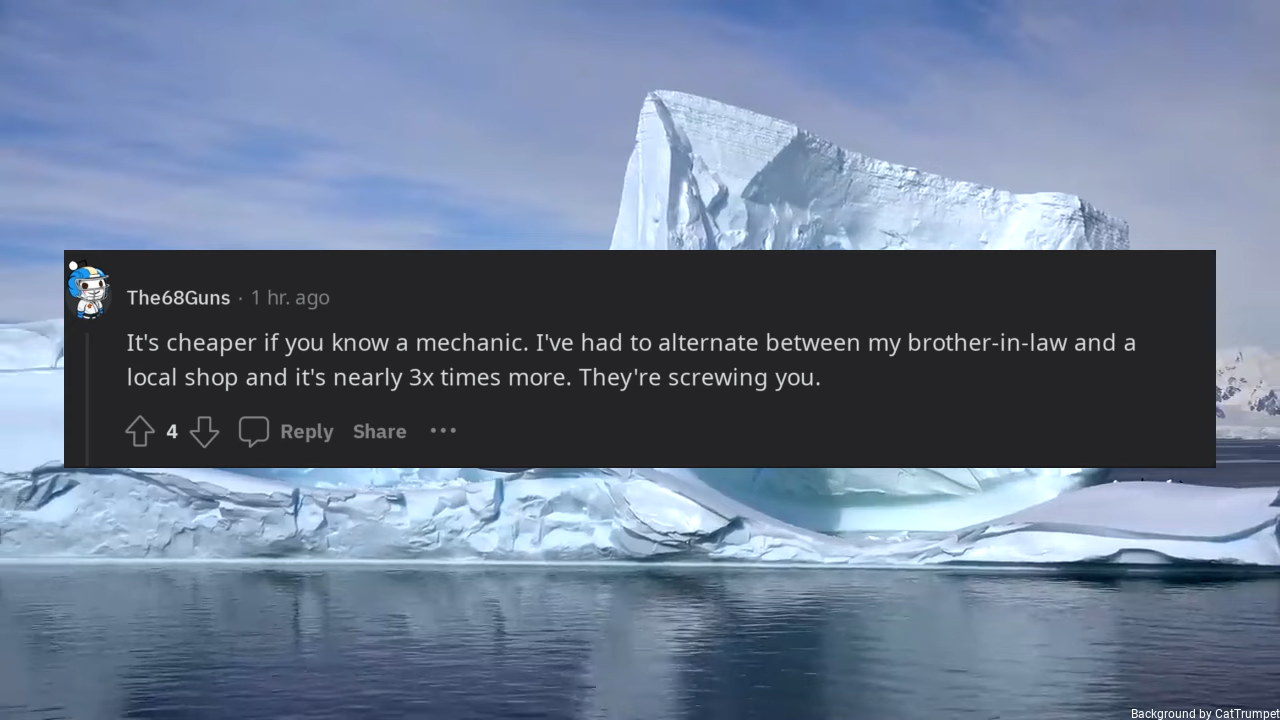 The68Guns · 1 hr. ago
It's cheaper if you know a mechanic. I've had to alternate between my brother-in-law and a
local shop and it's nearly 3x times more. They're screwing you.
4 Reply Share •••
Background by CatTrumpet